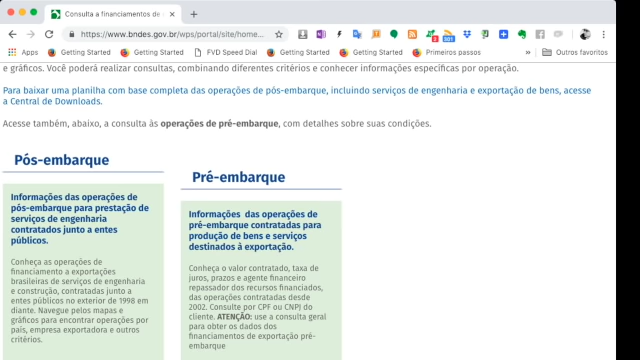 Consulta a financiamentos de
https://www.bndes.gov.br/wps/portal/site/home...
Apps Getting Started Getting Started FVD Speed Dial Getting Started Getting Started Primeiros passos » Outros favoritos
e gráficos. Você poderá realizar consultas, combinando diferentes critérios e conhecer informações específicas por operação.
Para baixar uma planilha com base completa das operações de pós-embarque, incluindo serviços de engenharia e exportação de bens, acesse
a Central de Downloads.
Acesse também, abaixo, a consulta às operações de pré-embarque, com detalhes sobre suas condições.
Pós-embarque
Informações das operações de
pós-embarque para prestação de
serviços de engenharia
contratados junto a entes
públicos.
Conheça as operações de
financiamento a exportações
brasileiras de serviços de engenharia
e construção, contratadas junto a
entes públicos no exterior de 1998 em
diante. Navegue pelos mapas e
gráficos para encontrar operações por
país, empresa exportadora e outros
critérios.
Pré-embarque
Informações das operações de
pré-embarque contratadas para
produção de bens e serviços
destinados à exportação.
Conheça o valor contratado, taxa de
juros, prazos e agente financeiro
repassador dos recursos financiados,
das operações contratadas desde
2002. Consulte por CPF ou CNPJ do
cliente. ATENÇÃO: use a consulta geral
para obter os dados dos
financiamentos de exportação pré-
embarque